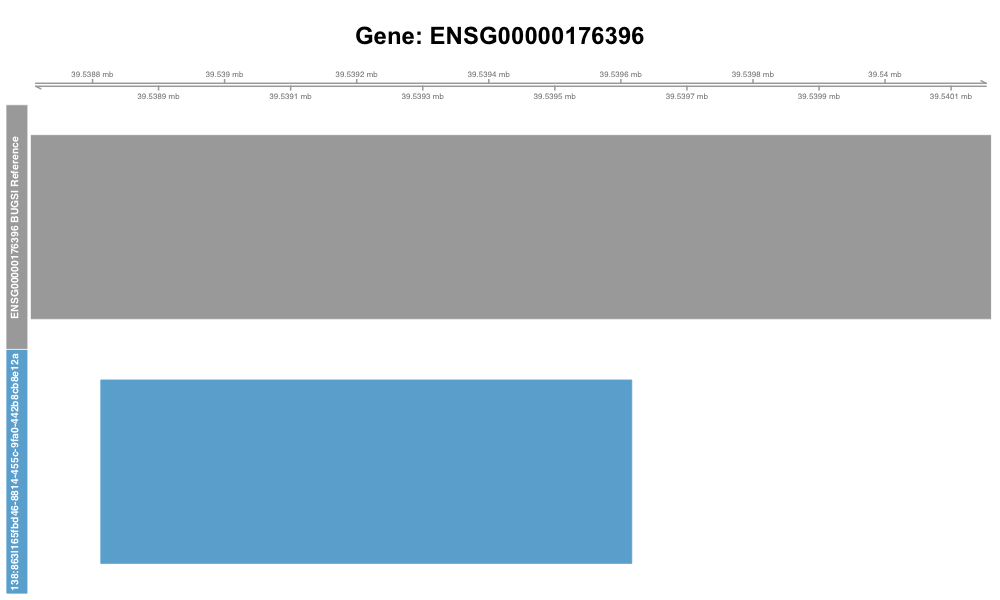 Gene: ENSG00000176396
39.5388 mb 39.539 mb 39.5392 mb 39.5394 mb 39.5396 mb 39.5398 mb 39.54 mb
39.5389 mb 39.5391 mb 39.5393 mb 39.5395 mb 39.5397 mb 39.5399 mb 39.5401 mb
ENSG00000176396 BUGSI Reference
138:863|165fbd46-8814-455c-9fa0-442b8cb8e12a